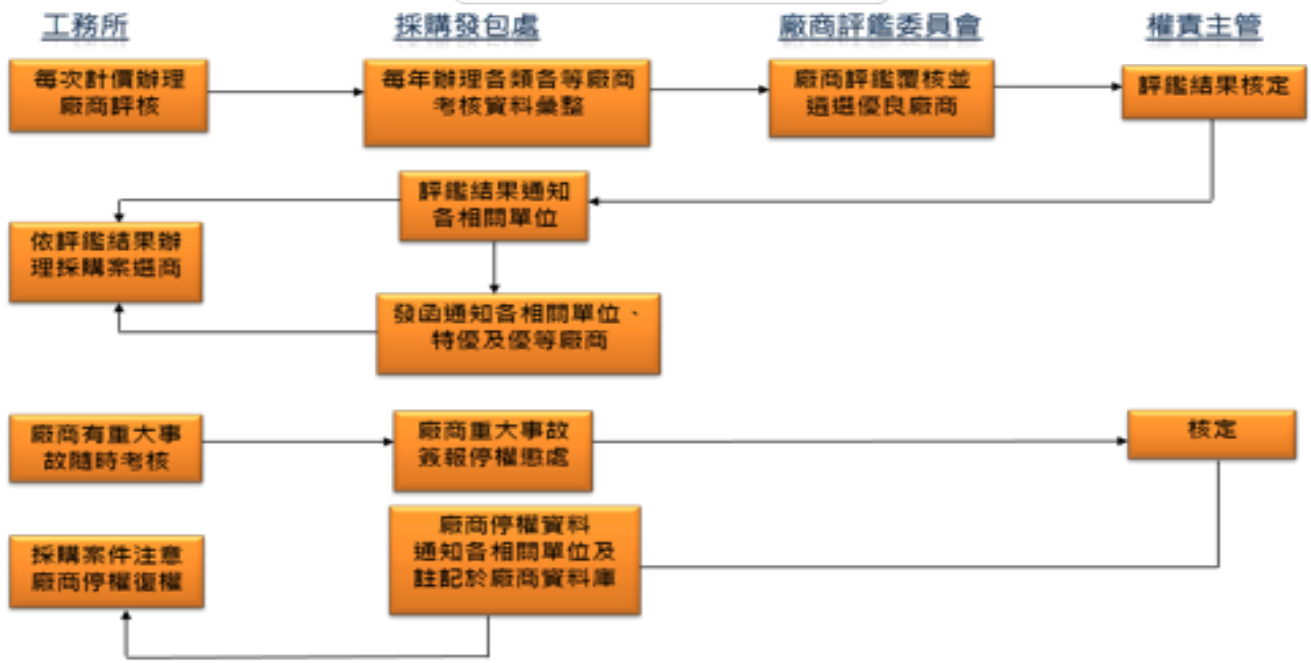 工務所
採購發包處
廠商評鑑委員會
權責主管
每次計價辦理
廠商評核
每年辦理各類各等廠商
考核資料彙整
廠商評鑑覆核並
遴選優良廠商
評鑑結果核定
評鑑結果通知
各相關單位
依評鑑結果辦
理採購案選商
發函通知各相關單位、
特優及優等廠商
廠商有重大事
故隨時考核
廠商重大事故
簽報停權懲處
核定
廠商停權資料
通知各相關單位及
註記於廠商資料庫
採購案件注意
廠商停權復權